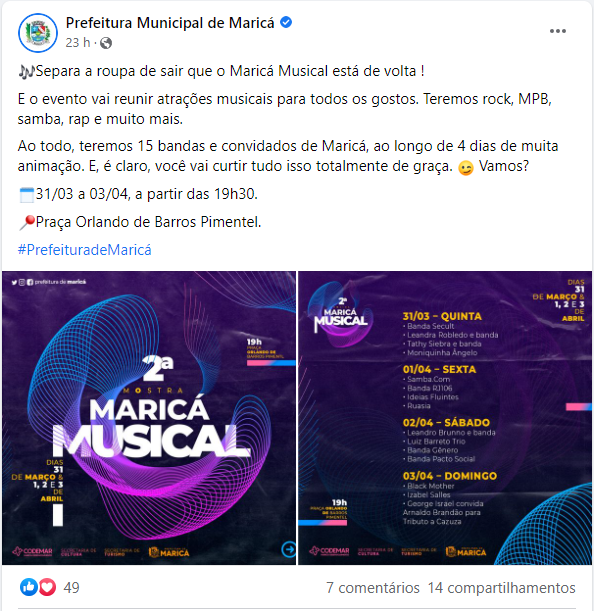 Prefeitura Municipal de Maricá
23 h ·
Separa a roupa de sair que o Maricá Musical está de volta !
E o evento vai reunir atrações musicais para todos os gostos. Teremos rock, MPB,
samba, rap e muito mais.
Ao todo, teremos 15 bandas e convidados de Maricá, ao longo de 4 dias de muita
animação. E, é claro, você vai curtir tudo isso totalmente de graça. 😉 Vamos?
31/03 a 03/04, a partir das 19h30.
📍Praça Orlando de Barros Pimentel.
#PrefeituradeMaricá
prefeitura de maricá
19h
PRAÇA
ORLANDO DE
BARROS PIMENTEL
2a
MOSTRA
MARICÁ
MUSICAL
DIAS
31
DE MARÇO &
1, 2 E 3
DE
ABRIL
CODEMAR
SECRETARIA DE
CULTURA
SECRETARIA DE
TURISMO
MARICÁ
2a
MOSTRA
MARICÁ
MUSICAL
DIAS
31
DE MARÇO &
1, 2 E 3
DE
ABRIL
31/03 – QUINTA
• Banda Secult
• Leandra Robledo e banda
• Tathy Siebra e banda
• Moniquinha Ângelo
01/04 – SEXTA
• Samba.Com
• Banda RJ106
• Ideias Fluintes
• Ruasia
02/04 – SÁBADO
• Leandro Brunno e banda
• Luiz Barreto Trio
• Banda Gênero
• Banda Pacto Social
03/04 – DOMINGO
• Black Mother
• Izabel Salles
• George Israel convida
Arnaldo Brandão para
Tributo a Cazuza
19h
PRAÇA ORLANDO
DE BARROS
PIMENTEL
CODEMAR
SECRETARIA DE
CULTURA
SECRETARIA DE
TURISMO
MARICÁ
49
7 comentários 14 compartilhamentos